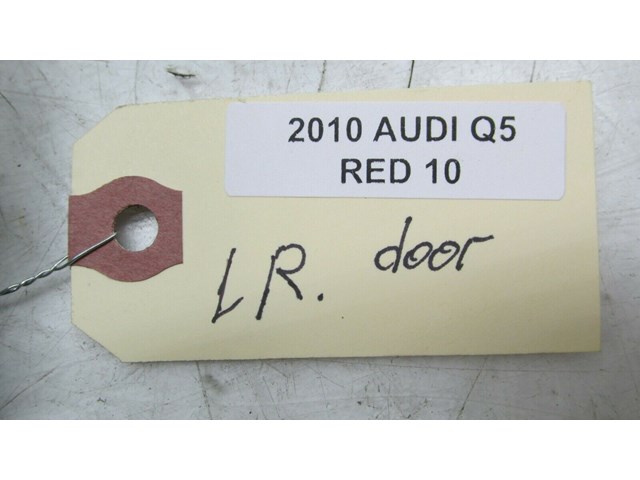 2010 AUDI Q5
RED 10
LR. door